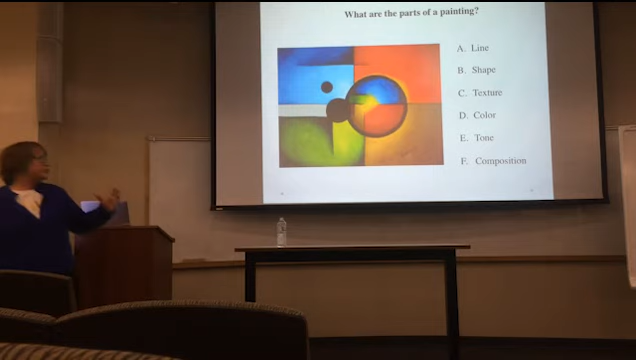 What are the parts of a painting?
A. Line
B. Shape
C. Texture
D. Color
E. Tone
F. Composition